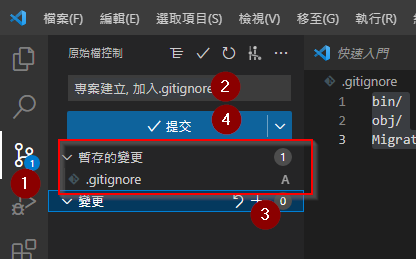 檔案(F) 編輯(E) 選取項目(S) 檢視(V) 移至(G) 執行(R)
原始檔控制
快速入門
專案建立, 加入.gitignore
2
.gitignore
提交
4
1 bin/
2 obj/
3 Migrat
暫存的變更 1
.gitignore A
1
1
變更 0
3